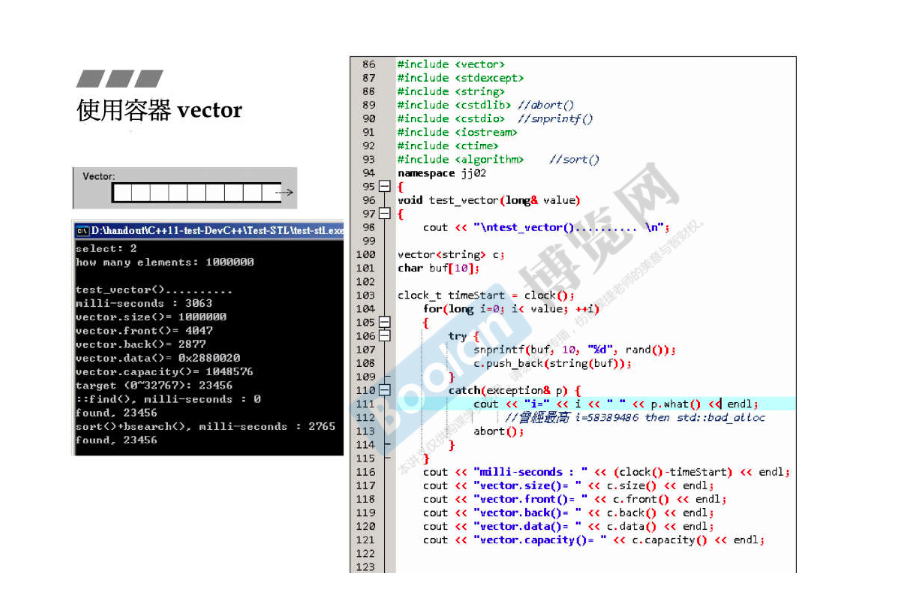 使用容器 vector
Vector:
D:\handout\C++11-test-DevC++\Test-STL\test-stl.exe
select: 2
how many elements: 1000000
test_vector()..........
milli-seconds : 3063
vector.size()= 1000000
vector.front()= 4047
vector.back()= 2877
vector.data()= 0x2880020
vector.capacity()= 1048576
target (0~32767): 23456
::find(), milli-seconds : 0
found, 23456
sort()+bsearch(), milli-seconds : 2765
found, 23456
86 #include <vector>
87 #include <stdexcept>
88 #include <string>
89 #include <cstdlib> //abort()
90 #include <cstdio> //snprintf()
91 #include <iostream>
92 #include <ctime>
93 #include <algorithm> //sort()
94 namespace jj02
95 {
96 void test_vector(long& value)
97 {
98 cout << "\ntest_vector().......... \n";
99
100 vector<string> c;
101 char buf[10];
102
103 clock_t timeStart = clock();
104 for(long i=0; i< value; ++i)
105 {
106 try {
107 snprintf(buf, 10, "%d", rand());
108 c.push_back(string(buf));
109 }
110 catch(exception& p) {
111 cout << "i=" << i << " " << p.what() << endl;
112 //曾經最高 i=58389486 then std::bad_alloc
113 abort();
114 }
115 }
116 cout << "milli-seconds : " << (clock()-timeStart) << endl;
117 cout << "vector.size()= " << c.size() << endl;
118 cout << "vector.front()= " << c.front() << endl;
119 cout << "vector.back()= " << c.back() << endl;
120 cout << "vector.data()= " << c.data() << endl;
121 cout << "vector.capacity()= " << c.capacity() << endl;
122
123
Boolan 博览网